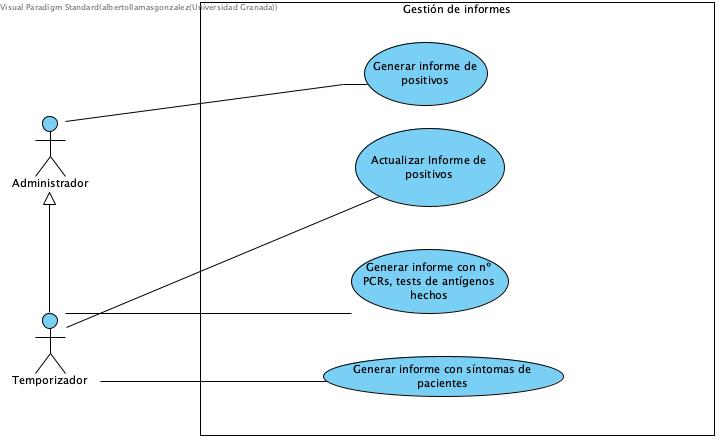 Visual Paradigm Standard(albertollamasgonzalez(Universidad Granada))
Gestión de informes
Generar informe de
positivos
Administrador
Actualizar Informe de
positivos
Generar informe con nº
PCRs, tests de antígenos
hechos
Temporizador
Generar informe con síntomas de
pacientes